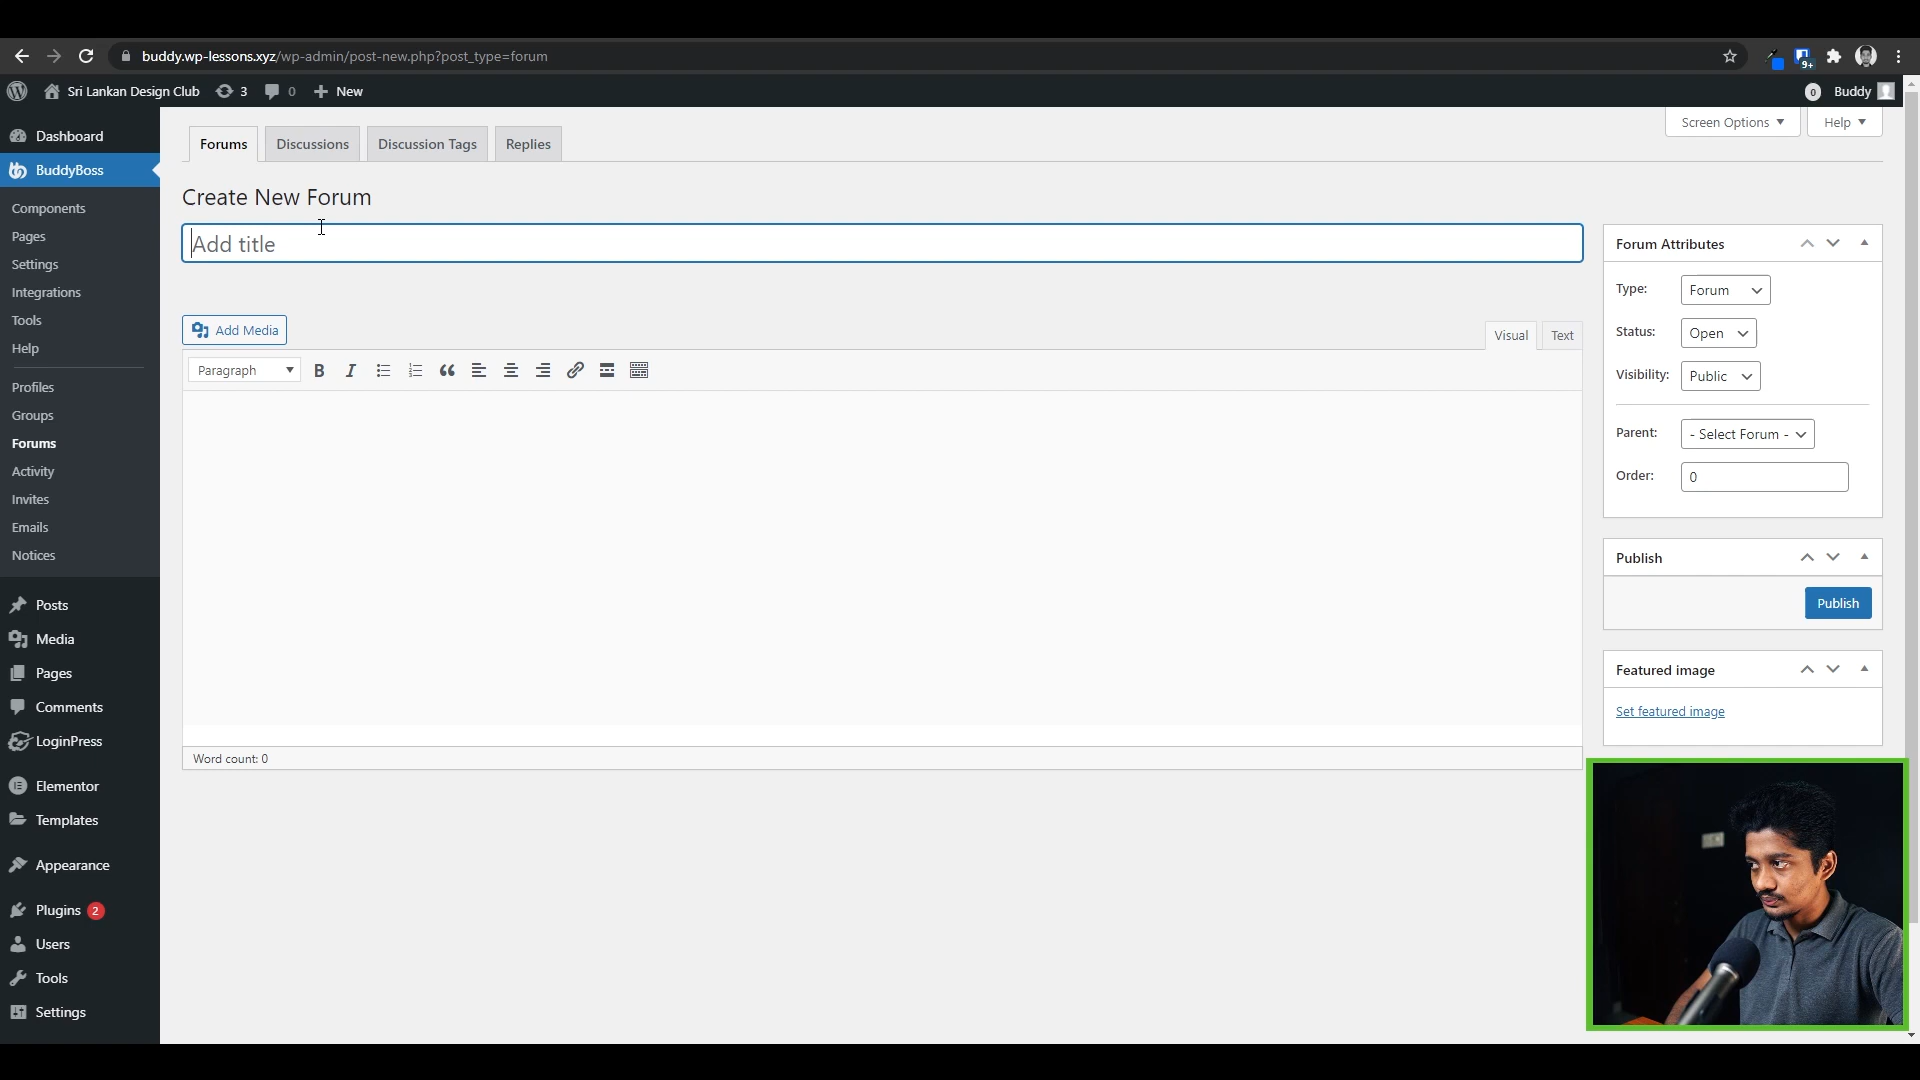 buddy.wp-lessons.xyz/wp-admin/post-new.php?post_type=forum
9+
Sri Lankan Design Club 3 0 New
0 Buddy
Screen Options Help
Dashboard
BuddyBoss
Components
Pages
Settings
Integrations
Tools
Help
Profiles
Groups
Forums
Activity
Invites
Emails
Notices
Posts
Media
Pages
Comments
LoginPress
Elementor
Templates
Appearance
Plugins 2
Users
Tools
Settings
Forums Discussions Discussion Tags Replies
Create New Forum
Add title
Add Media
Visual Text
Paragraph
Word count: 0
Forum Attributes
Type: Forum
Status: Open
Visibility: Public
Parent: - Select Forum -
Order: 0
Publish
Publish
Featured image
Set featured image